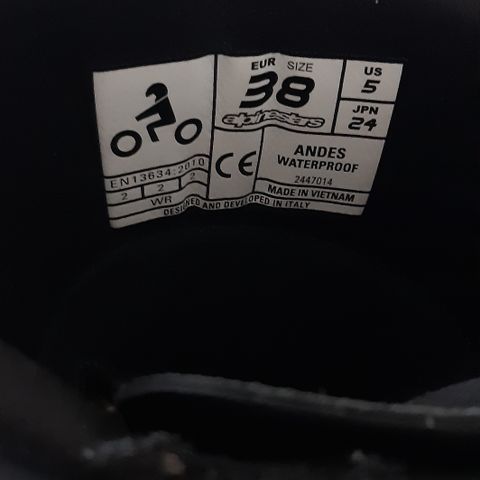 EUR SIZE
38
alpinestars
US
5
JPN
24
EN13634:2010
2 2 2
WR
CE
ANDES
WATERPROOF
2447014
MADE IN VIETNAM
DESIGNED AND DEVELOPED IN ITALY